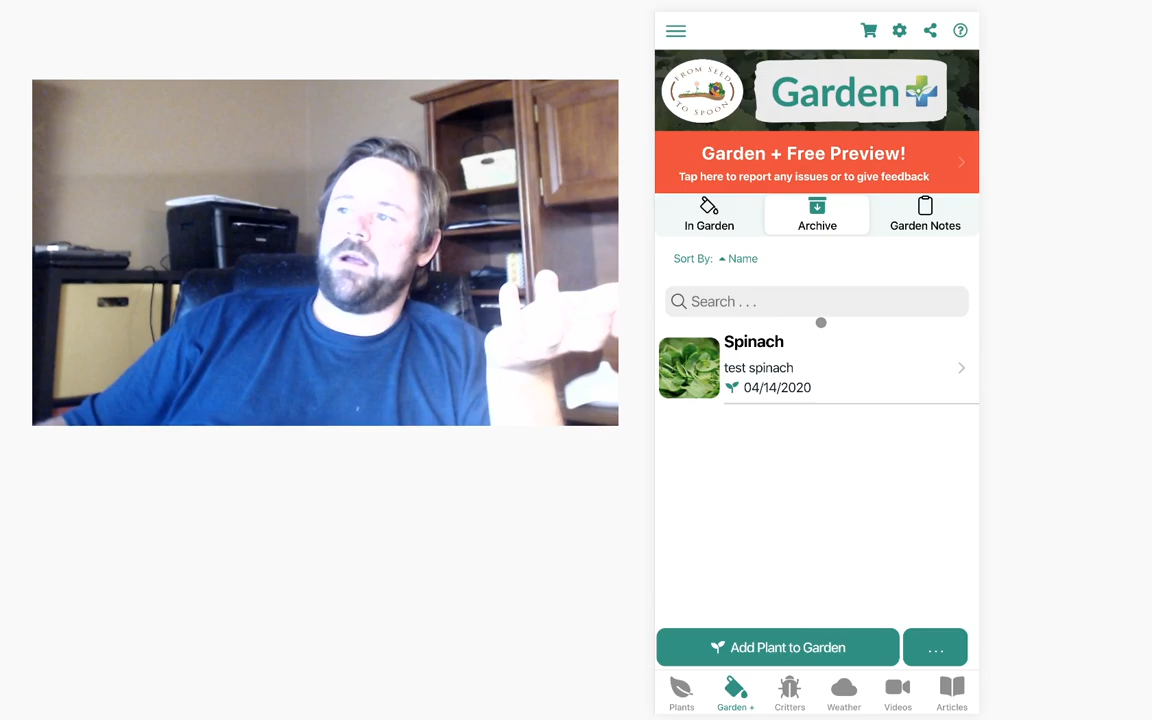 FROM SEED
TO SPOON
Garden
Garden + Free Preview!
Tap here to report any issues or to give feedback
In Garden
Archive
Garden Notes
Sort By: Name
Search . . .
Spinach
test spinach
04/14/2020
Add Plant to Garden
. . .
Plants
Garden +
Critters
Weather
Videos
Articles